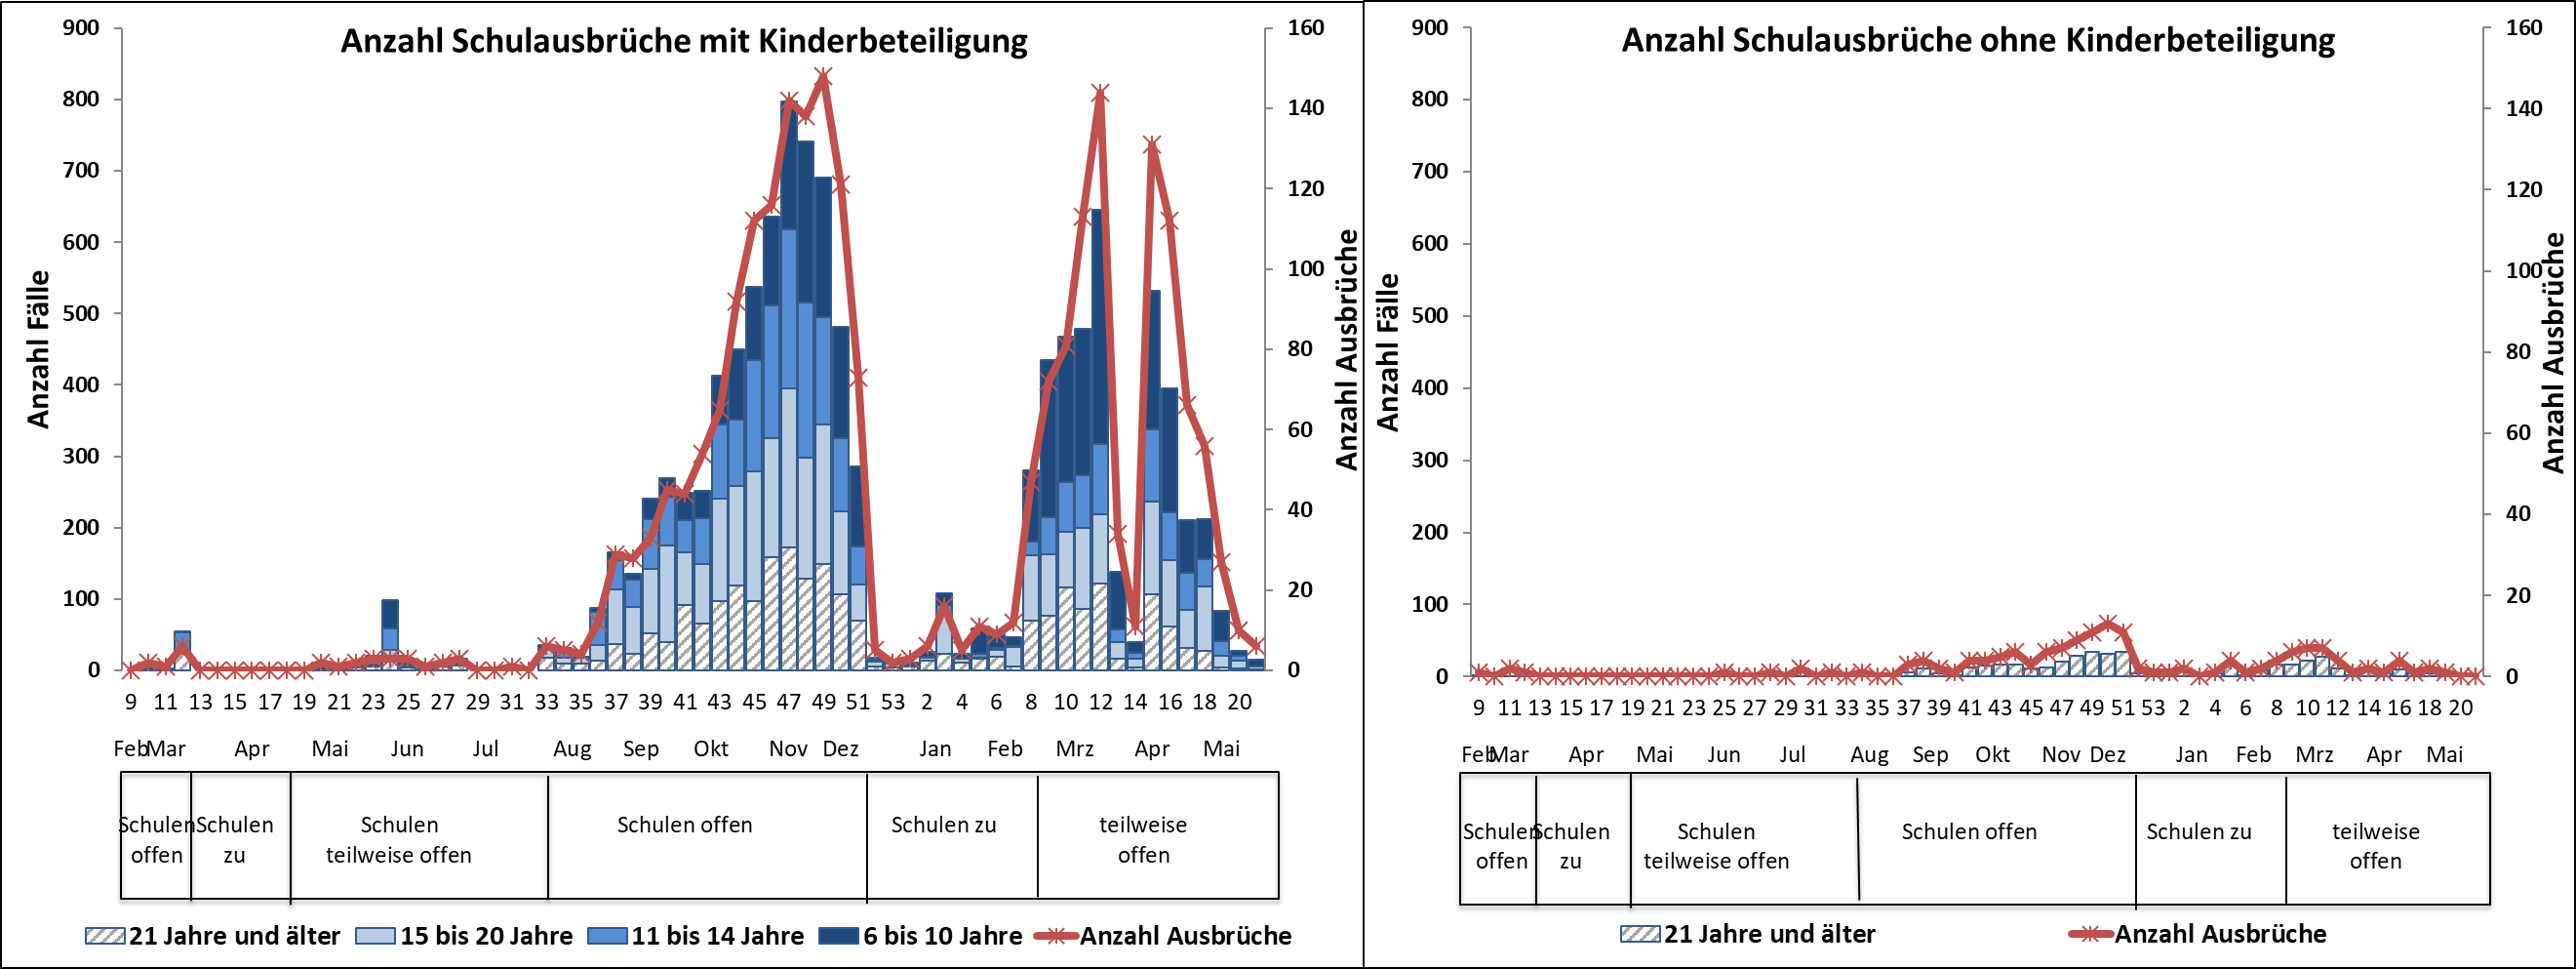 Anzahl Schulausbrüche mit Kinderbeteiligung
Anzahl Fälle
900
800
700
600
500
400
300
200
100
0
160
140
120
100
80
60
40
20
0
Anzahl Ausbrüche
9 11 13 15 17 19 21 23 25 27 29 31 33 35 37 39 41 43 45 47 49 51 53 2 4 6 8 10 12 14 16 18 20
Feb Mar Apr Mai Jun Jul Aug Sep Okt Nov Dez Jan Feb Mrz Apr Mai
Schulen offen
Schulen zu
Schulen teilweise offen
Schulen offen
Schulen zu
teilweise offen
21 Jahre und älter 15 bis 20 Jahre 11 bis 14 Jahre 6 bis 10 Jahre Anzahl Ausbrüche
Anzahl Schulausbrüche ohne Kinderbeteiligung
Anzahl Fälle
900
800
700
600
500
400
300
200
100
0
160
140
120
100
80
60
40
20
0
Anzahl Ausbrüche
9 11 13 15 17 19 21 23 25 27 29 31 33 35 37 39 41 43 45 47 49 51 53 2 4 6 8 10 12 14 16 18 20
Feb Mar Apr Mai Jun Jul Aug Sep Okt Nov Dez Jan Feb Mrz Apr Mai
Schulen offen
Schulen zu
Schulen teilweise offen
Schulen offen
Schulen zu
teilweise offen
21 Jahre und älter Anzahl Ausbrüche